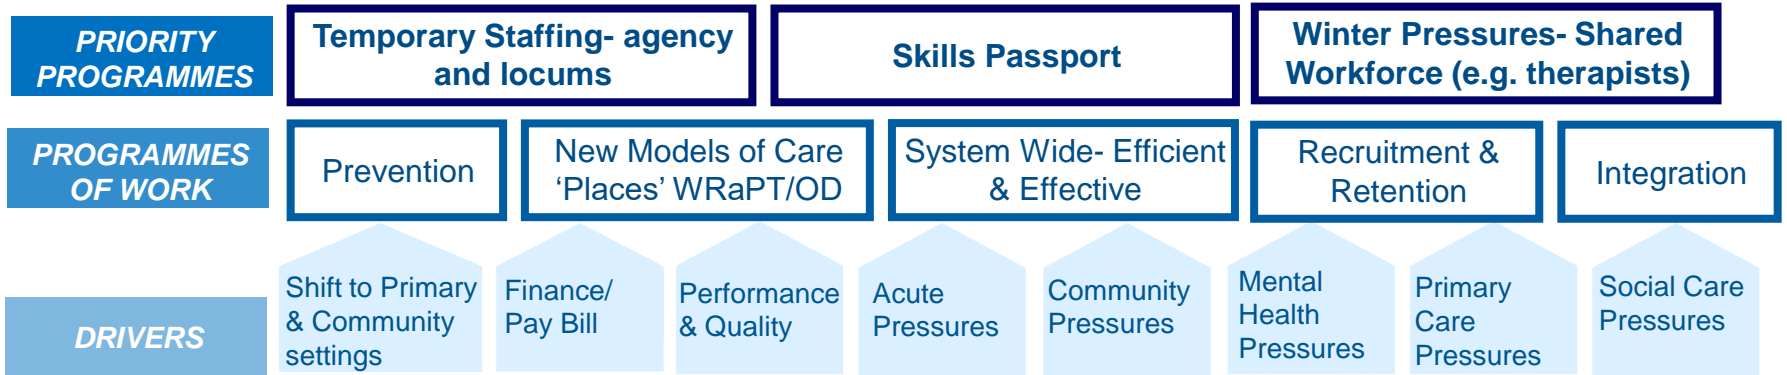 PRIORITY
PROGRAMMES
Temporary Staffing- agency
and locums
Skills Passport
Winter Pressures- Shared
Workforce (e.g. therapists)
PROGRAMMES
OF WORK
Prevention
New Models of Care
‘Places’ WRaPT/OD
System Wide- Efficient
& Effective
Recruitment &
Retention
Integration
DRIVERS
Shift to Primary
& Community
settings
Finance/
Pay Bill
Performance
& Quality
Acute
Pressures
Community
Pressures
Mental
Health
Pressures
Primary
Care
Pressures
Social Care
Pressures